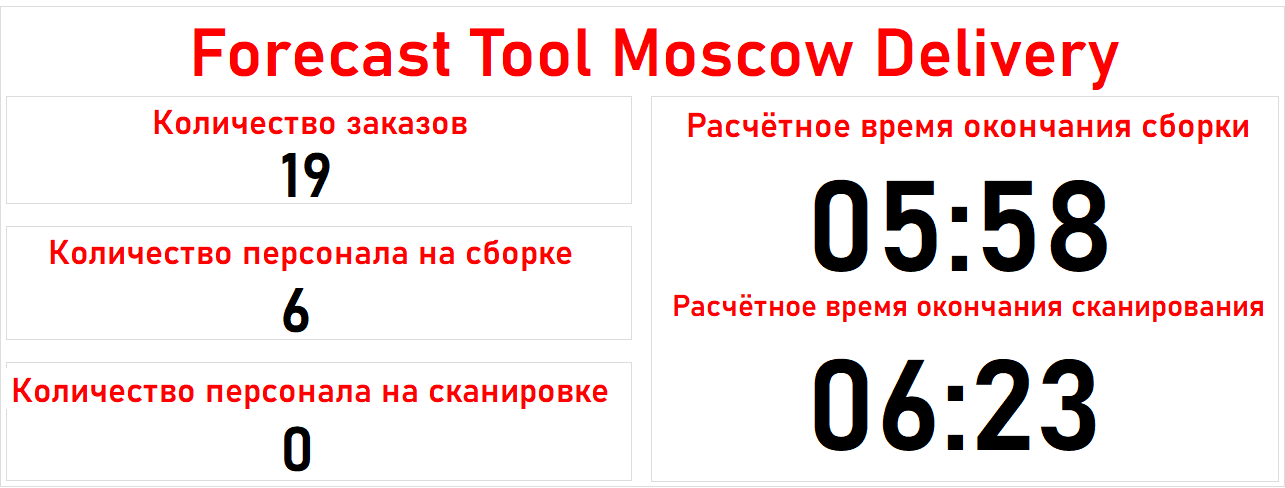 Forecast Tool Moscow Delivery
Количество заказов
19
Количество персонала на сборке
6
Количество персонала на сканировке
0
Расчётное время окончания сборки
05:58
Расчётное время окончания сканирования
06:23